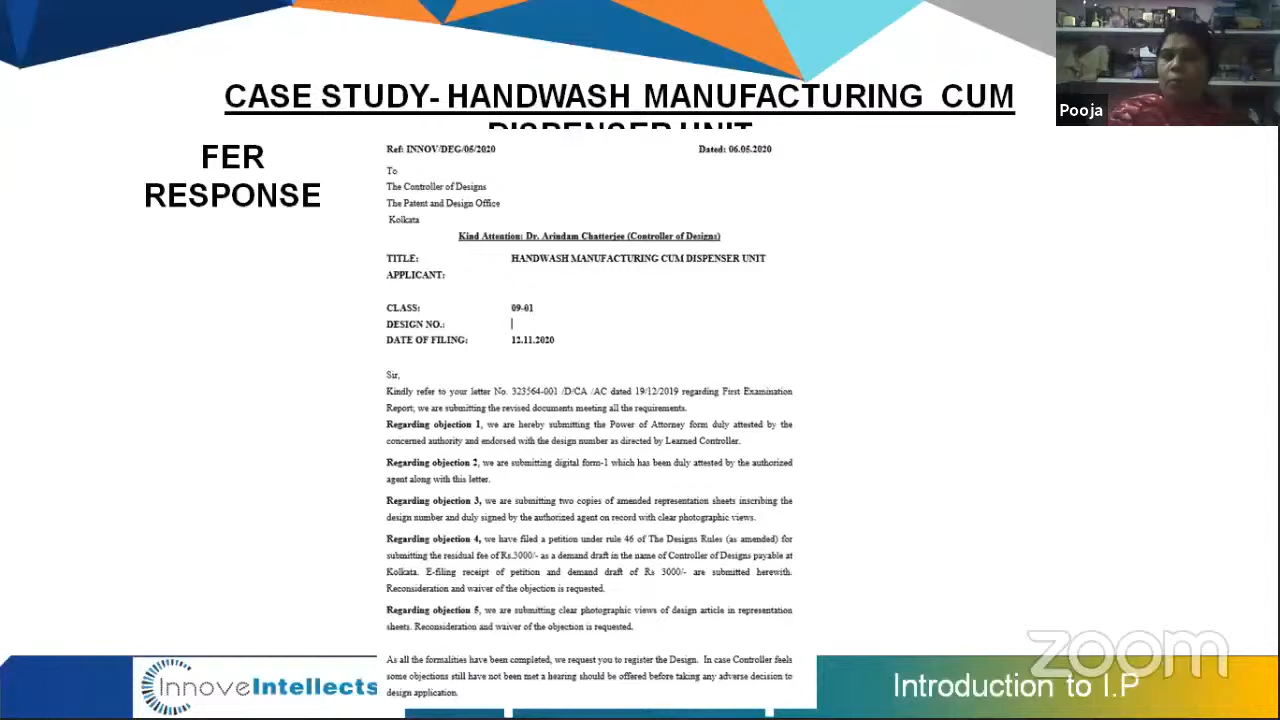 CASE STUDY- HANDWASH MANUFACTURING CUM
DISPENSER UNIT
Pooja
FER
RESPONSE
Ref: INNOV/DEG/05/2020 Dated: 06.05.2020
To
The Controller of Designs
The Patent and Design Office
Kolkata
Kind Attention: Dr. Arindam Chatterjee (Controller of Designs)
TITLE: HANDWASH MANUFACTURING CUM DISPENSER UNIT
APPLICANT:
CLASS: 09-01
DESIGN NO.:
DATE OF FILING: 12.11.2020
Sir,
Kindly refer to your letter No. 323564-001 /D/CA /AC dated 19/12/2019 regarding First Examination
Report; we are submitting the revised documents meeting all the requirements.
Regarding objection 1, we are hereby submitting the Power of Attorney form duly attested by the
concerned authority and endorsed with the design number as directed by Learned Controller.
Regarding objection 2, we are submitting digital form-1 which has been duly attested by the authorized
agent along with this letter.
Regarding objection 3, we are submitting two copies of amended representation sheets inscribing the
design number and duly signed by the authorized agent on record with clear photographic views.
Regarding objection 4, we have filed a petition under rule 46 of The Designs Rules (as amended) for
submitting the residual fee of Rs.3000/- as a demand draft in the name of Controller of Designs payable at
Kolkata. E-filing receipt of petition and demand draft of Rs 3000/- are submitted herewith.
Reconsideration and waiver of the objection is requested.
Regarding objection 5, we are submitting clear photographic views of design article in representation
sheets. Reconsideration and waiver of the objection is requested.
As all the formalities have been completed, we request you to register the Design. In case Controller feels
some objections still have not been met a hearing should be offered before taking any adverse decision to
design application.
InnoveIntellects
zoom
Introduction to I.P